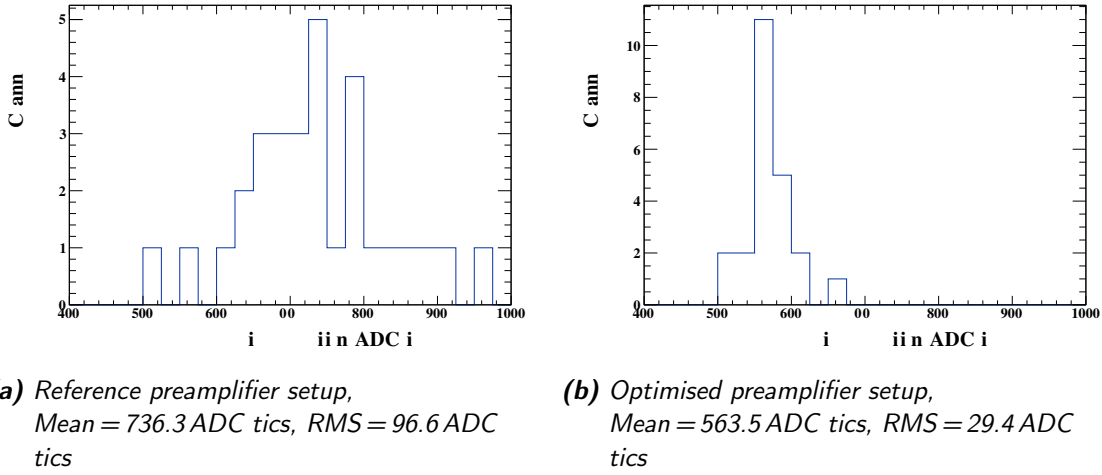 5
4
3
2
1
0
C ann
400 500 600 00 800 900 1000
i ii n ADC i
10
8
6
4
2
0
C ann
400 500 600 00 800 900 1000
i ii n ADC i
a) Reference preamplifier setup,
Mean = 736.3 ADC tics, RMS = 96.6 ADC
tics
(b) Optimised preamplifier setup,
Mean = 563.5 ADC tics, RMS = 29.4 ADC
tics